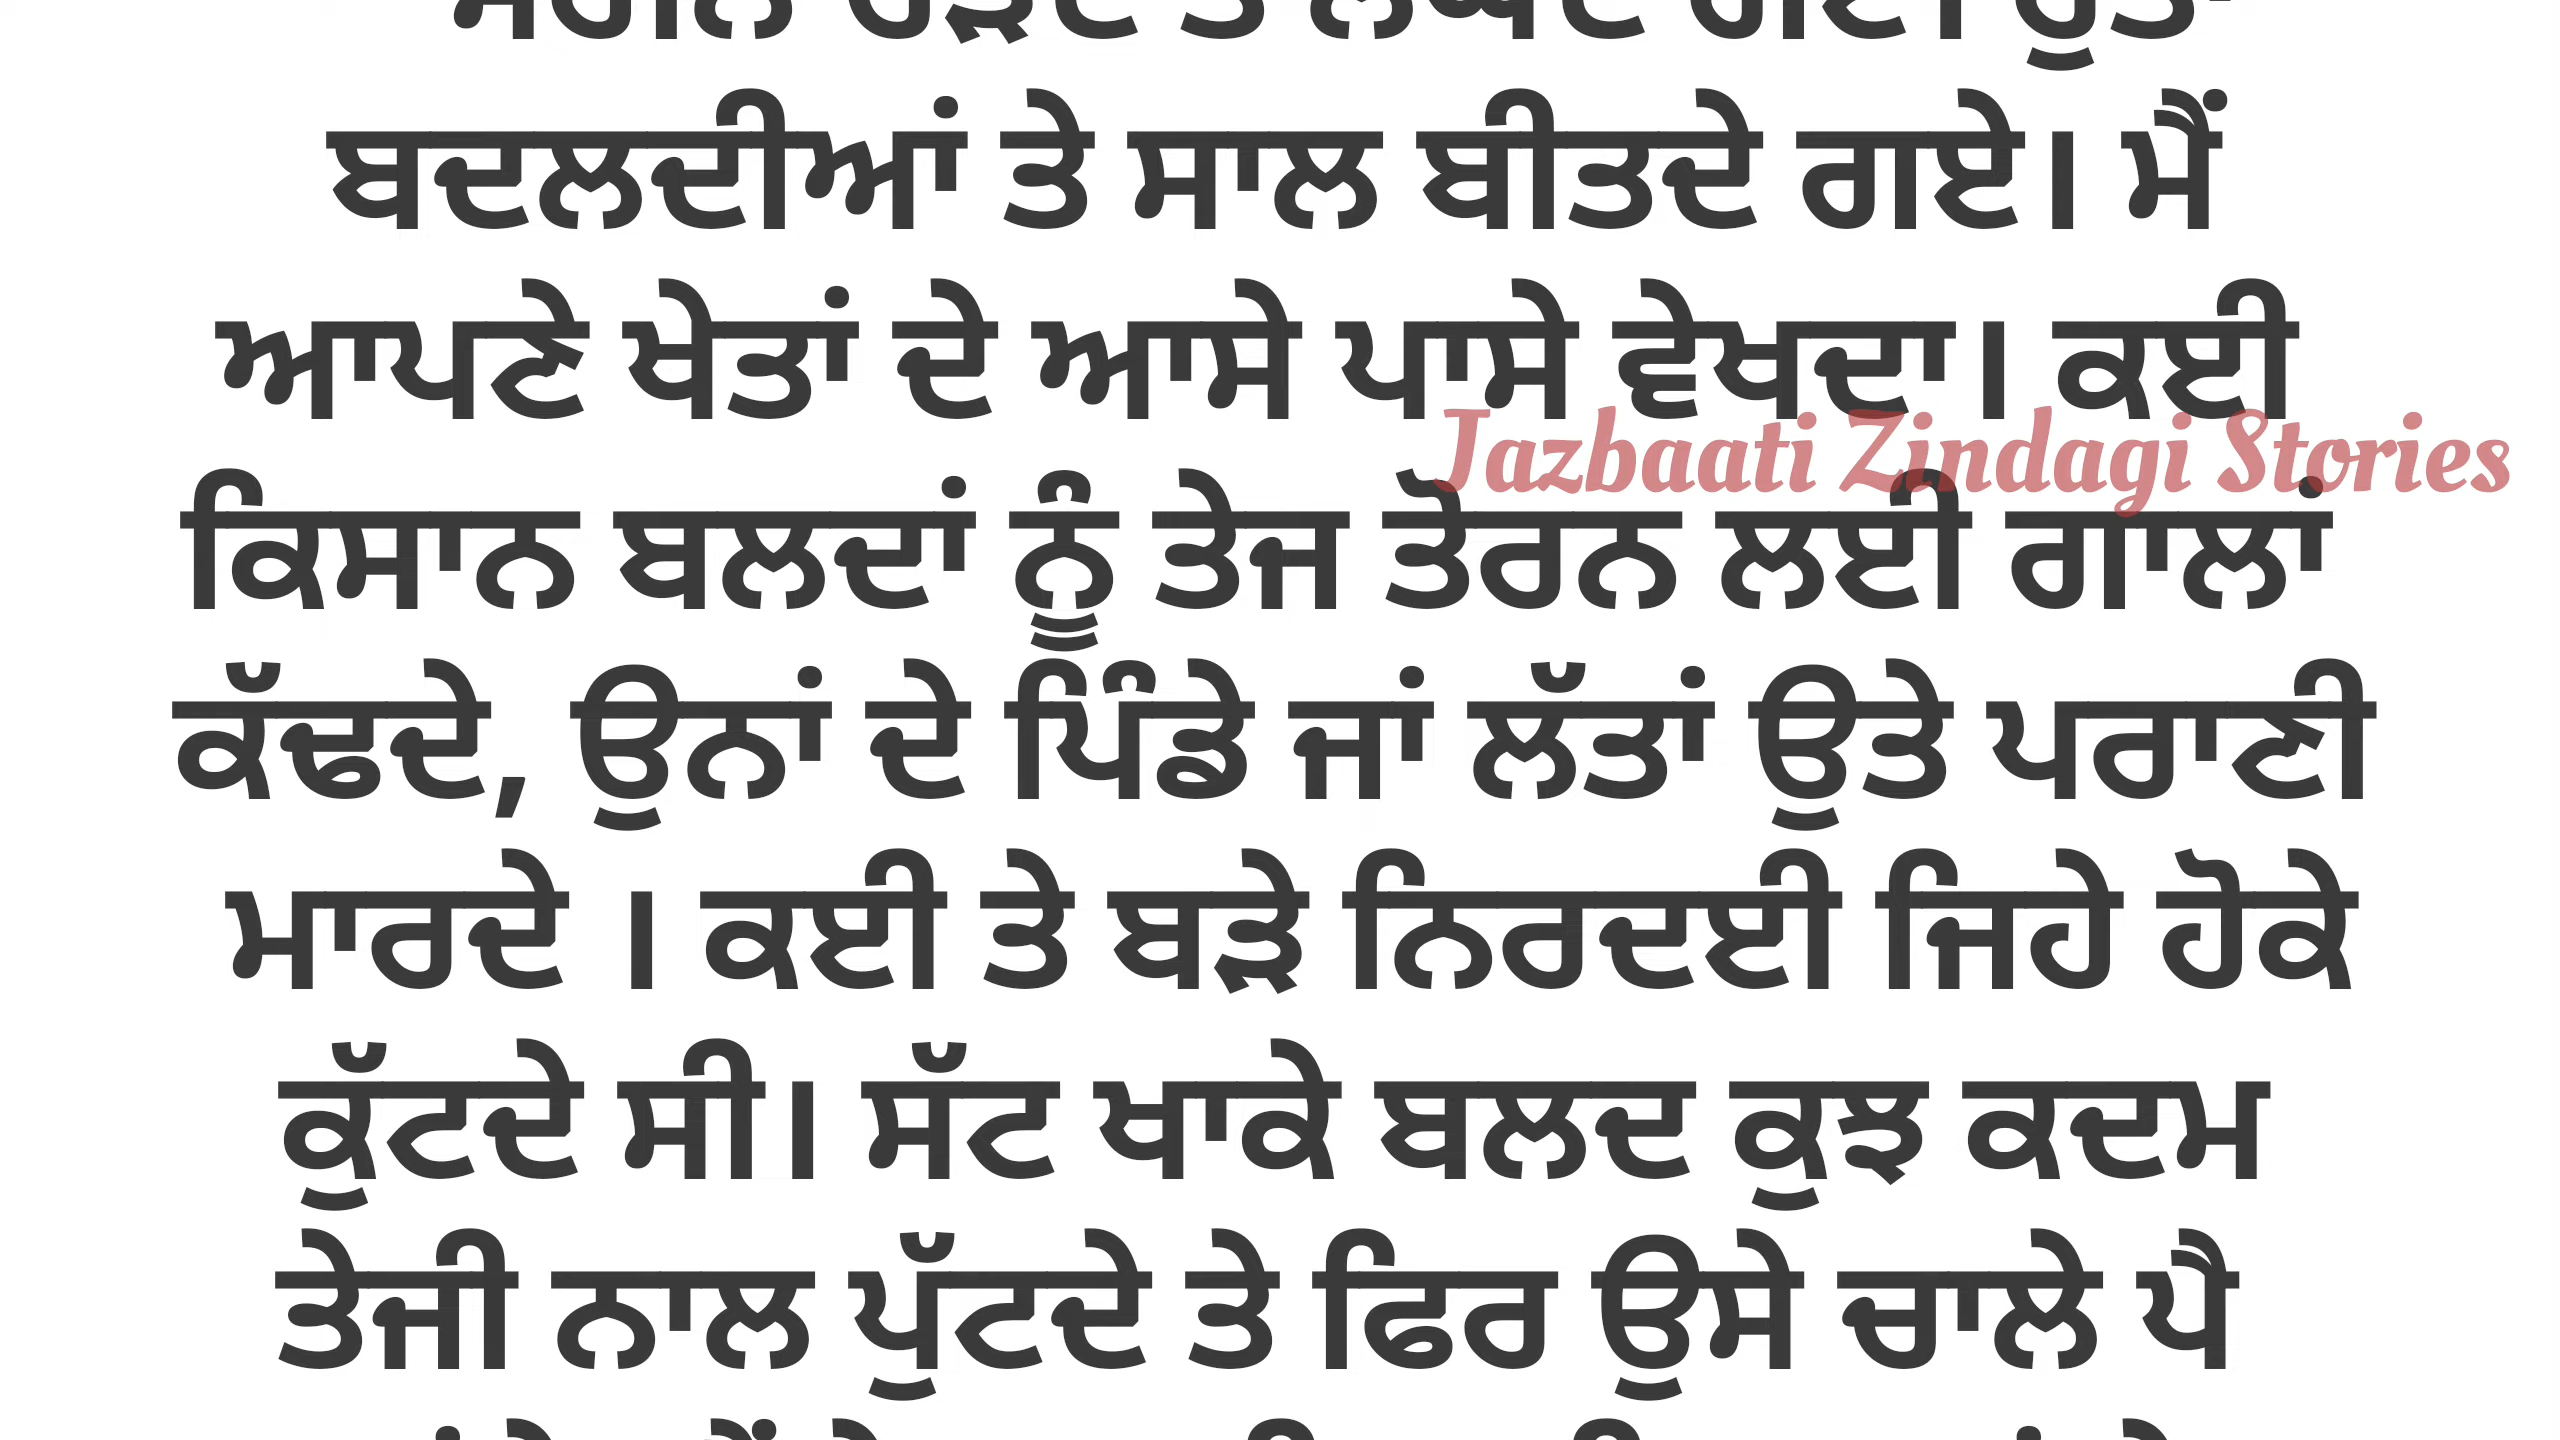 ਬਦਲਦੀਆਂ ਤੇ ਸਾਲ ਬੀਤਦੇ ਗਏ। ਮੈਂ
ਆਪਣੇ ਖੇਤਾਂ ਦੇ ਆਸੇ ਪਾਸੇ ਵੇਖਦਾ। ਕਈ
Jazbaati Zindagi Stories
ਕਿਸਾਨ ਬਲਦਾਂ ਨੂੰ ਤੇਜ ਤੋਰਨ ਲਈ ਗਾਲਾਂ
ਕੱਢਦੇ, ਉਨਾਂ ਦੇ ਪਿੰਡੇ ਜਾਂ ਲੱਤਾਂ ਉਤੇ ਪਰਾਣੀ
ਮਾਰਦੇ । ਕਈ ਤੇ ਬੜੇ ਨਿਰਦਈ ਜਿਹੇ ਹੋਕੇ
ਕੁੱਟਦੇ ਸੀ। ਸੱਟ ਖਾਕੇ ਬਲਦ ਕੁਝ ਕਦਮ
ਤੇਜੀ ਨਾਲ ਪੁੱਟਦੇ ਤੇ ਫਿਰ ਉਸੇ ਚਾਲੇ ਪੈ